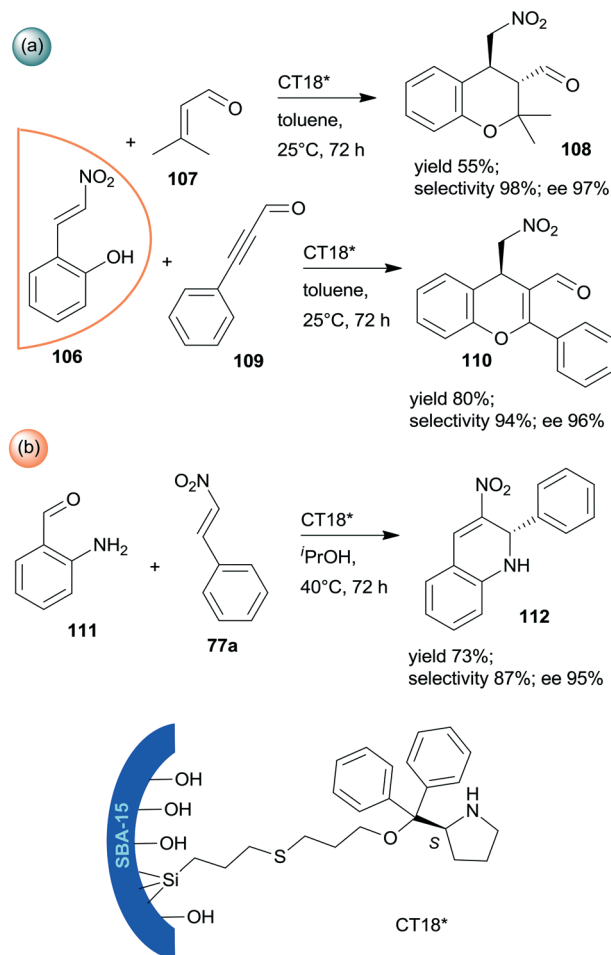 (a)
NO2
OH
106
+
O
107
CT18*
toluene,
25°C, 72 h
NO2
O
O
108
yield 55%;
selectivity 98%; ee 97%
+
O
109
CT18*
toluene,
25°C, 72 h
NO2
O
O
110
yield 80%;
selectivity 94%; ee 96%
(b)
O
NH2
111
+
O2N
77a
CT18*
iPrOH,
40°C, 72 h
NO2
NH
112
yield 73%;
selectivity 87%; ee 95%
SBA-15
OH
OH
OH
Si
OH
S
O
H
N
S
CT18*